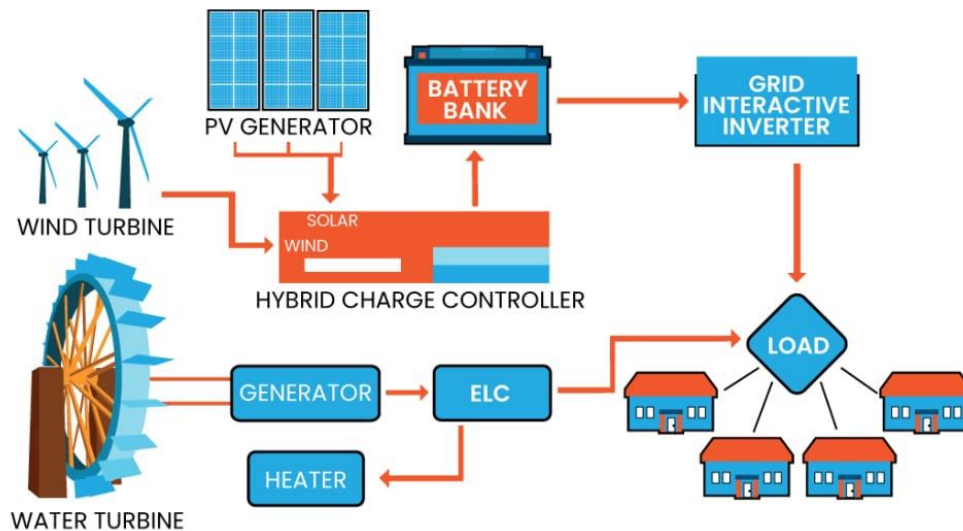 PV GENERATOR
BATTERY
BANK
GRID
INTERACTIVE
INVERTER
WIND TURBINE
SOLAR
WIND
HYBRID CHARGE CONTROLLER
LOAD
GENERATOR
ELC
HEATER
WATER TURBINE